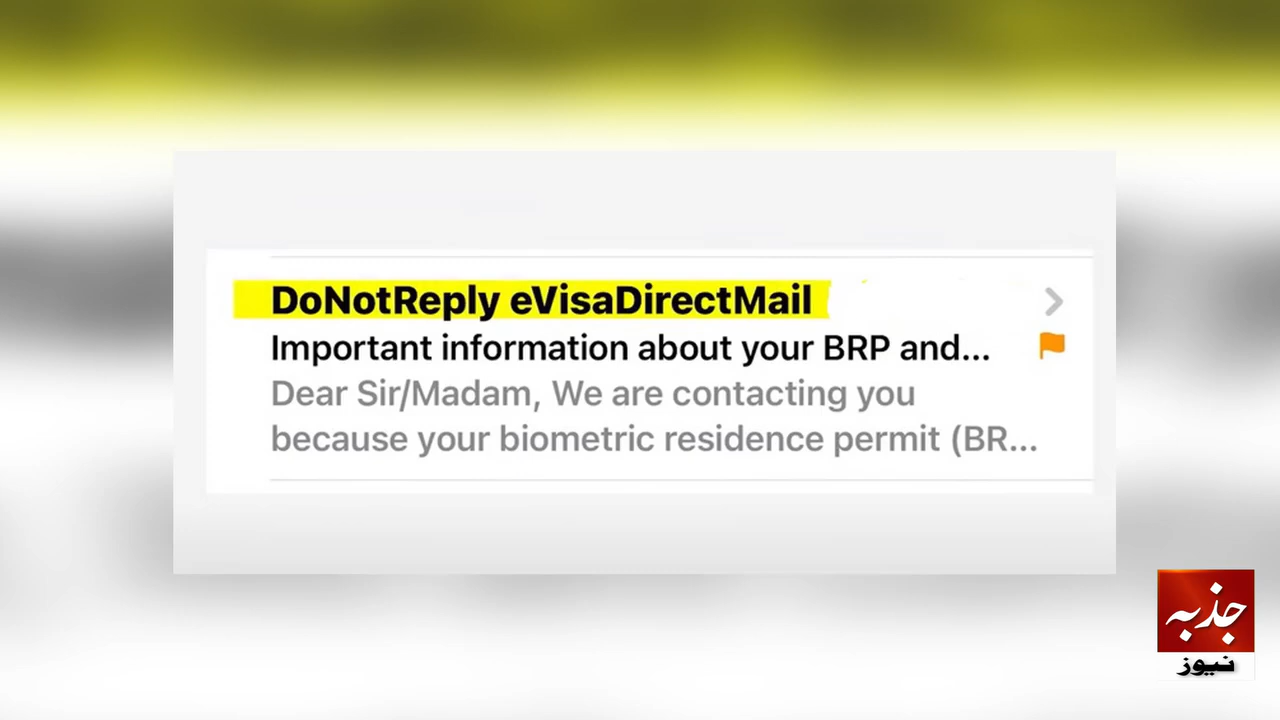 DoNotReply eVisaDirectMail
Important information about your BRP and...
Dear Sir/Madam, We are contacting you
because your biometric residence permit (BR...
جذبہ
نیوز